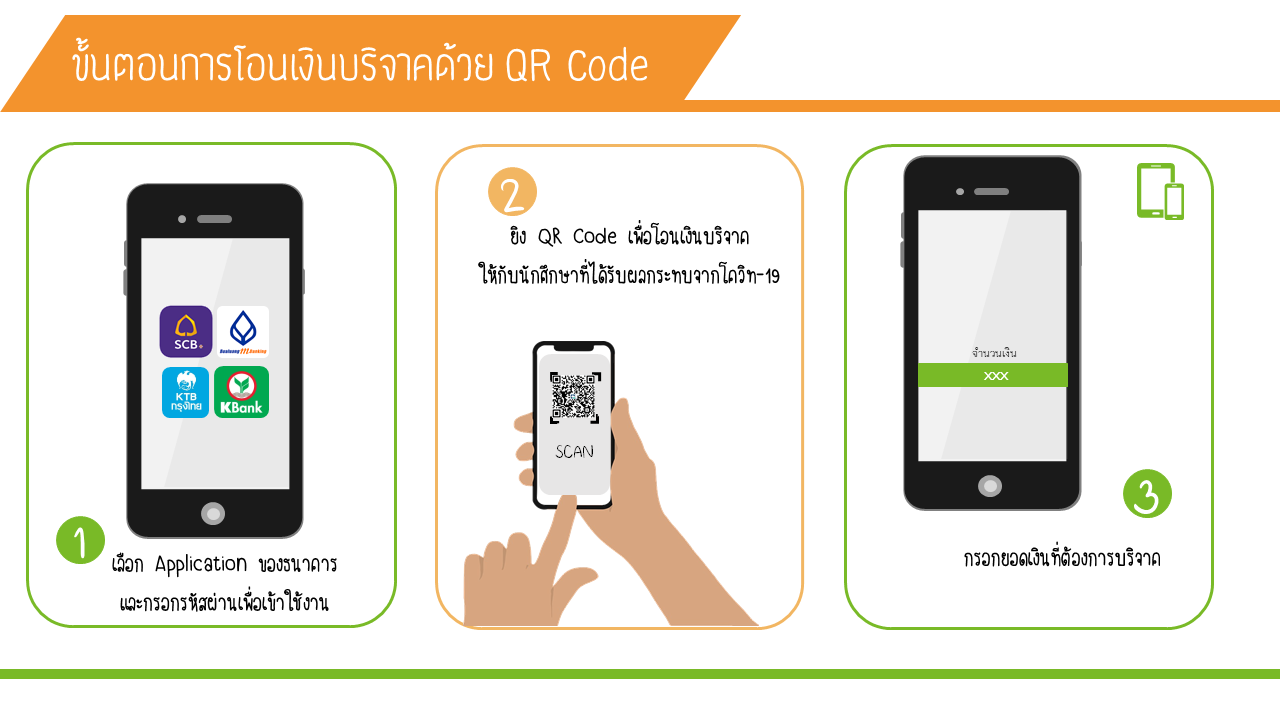 ขั้นตอนการโอนเงินบริจาคด้วย QR Code
SCB
Bualuang mBanking
KTB
กรุงไทย
KBank
1
เลือก Application ของธนาคาร
และกรอกรหัสผ่านเพื่อเข้าใช้งาน
2
ยิง QR Code เพื่อโอนเงินบริจาค
ให้กับนักศึกษาที่ได้รับผลกระทบจากโควิท-19
SCAN
จำนวนเงิน
xxx
3
กรอกยอดเงินที่ต้องการบริจาค